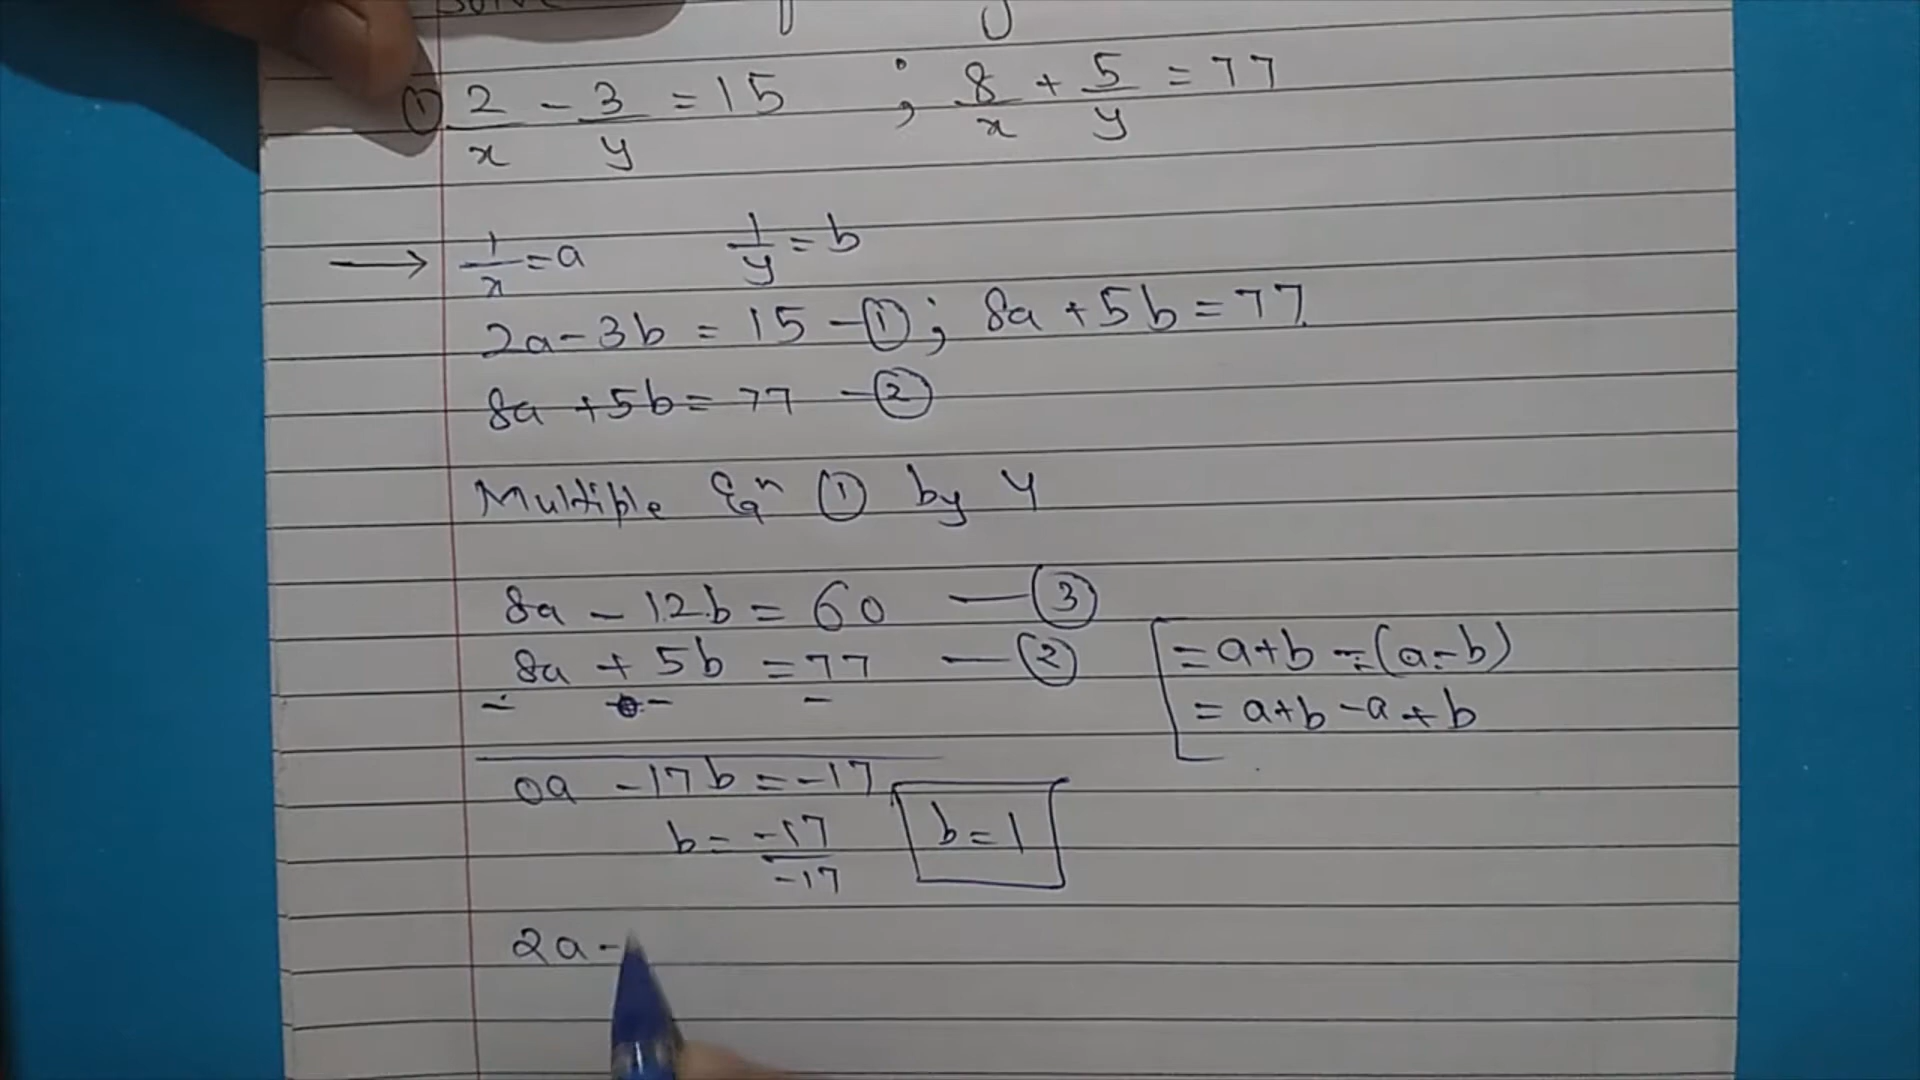 ① 2/x - 3/y = 15 ; 8/x + 5/y = 77
→ 1/x = a 1/y = b
2a - 3b = 15 - ① ; 8a + 5b = 77.
8a + 5b = 77 - ②
Multiple Eqn ① by 4
8a - 12b = 60 — ③
8a + 5b = 77 — ②
- - -
= a+b - (a-b)
= a+b - a + b
0a - 17b = -17
b = -17/-17 b = 1
2a -